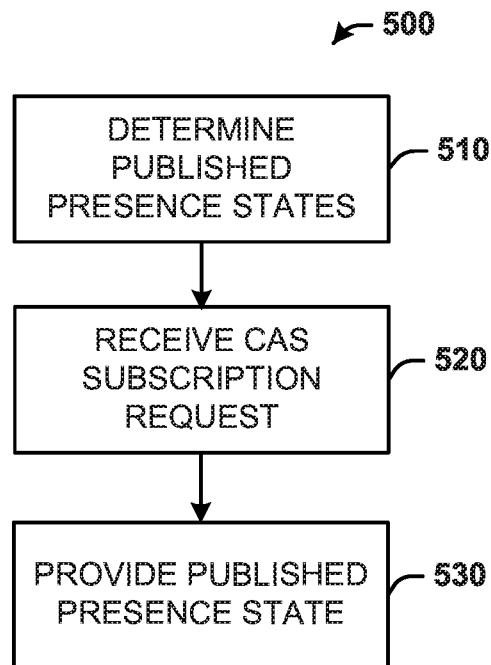 500
DETERMINE
PUBLISHED
PRESENCE STATES
510
RECEIVE CAS
SUBSCRIPTION
REQUEST
520
PROVIDE PUBLISHED
PRESENCE STATE
530